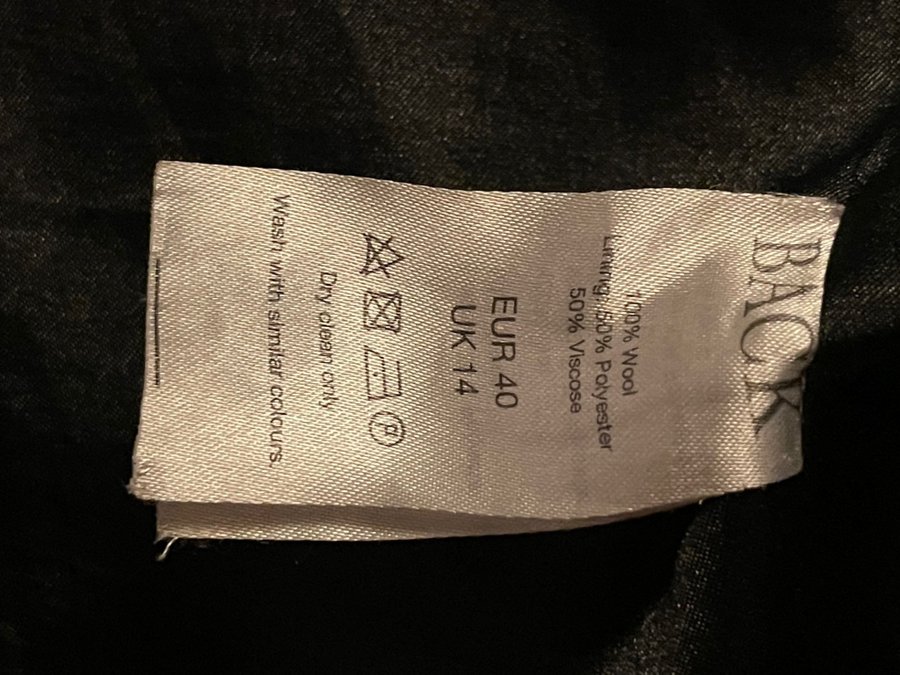 BACK
100% Wool
Lining: 50% Polyester
50% Viscose
EUR 40
UK 14
P
Dry clean only
Wash with similar colours.